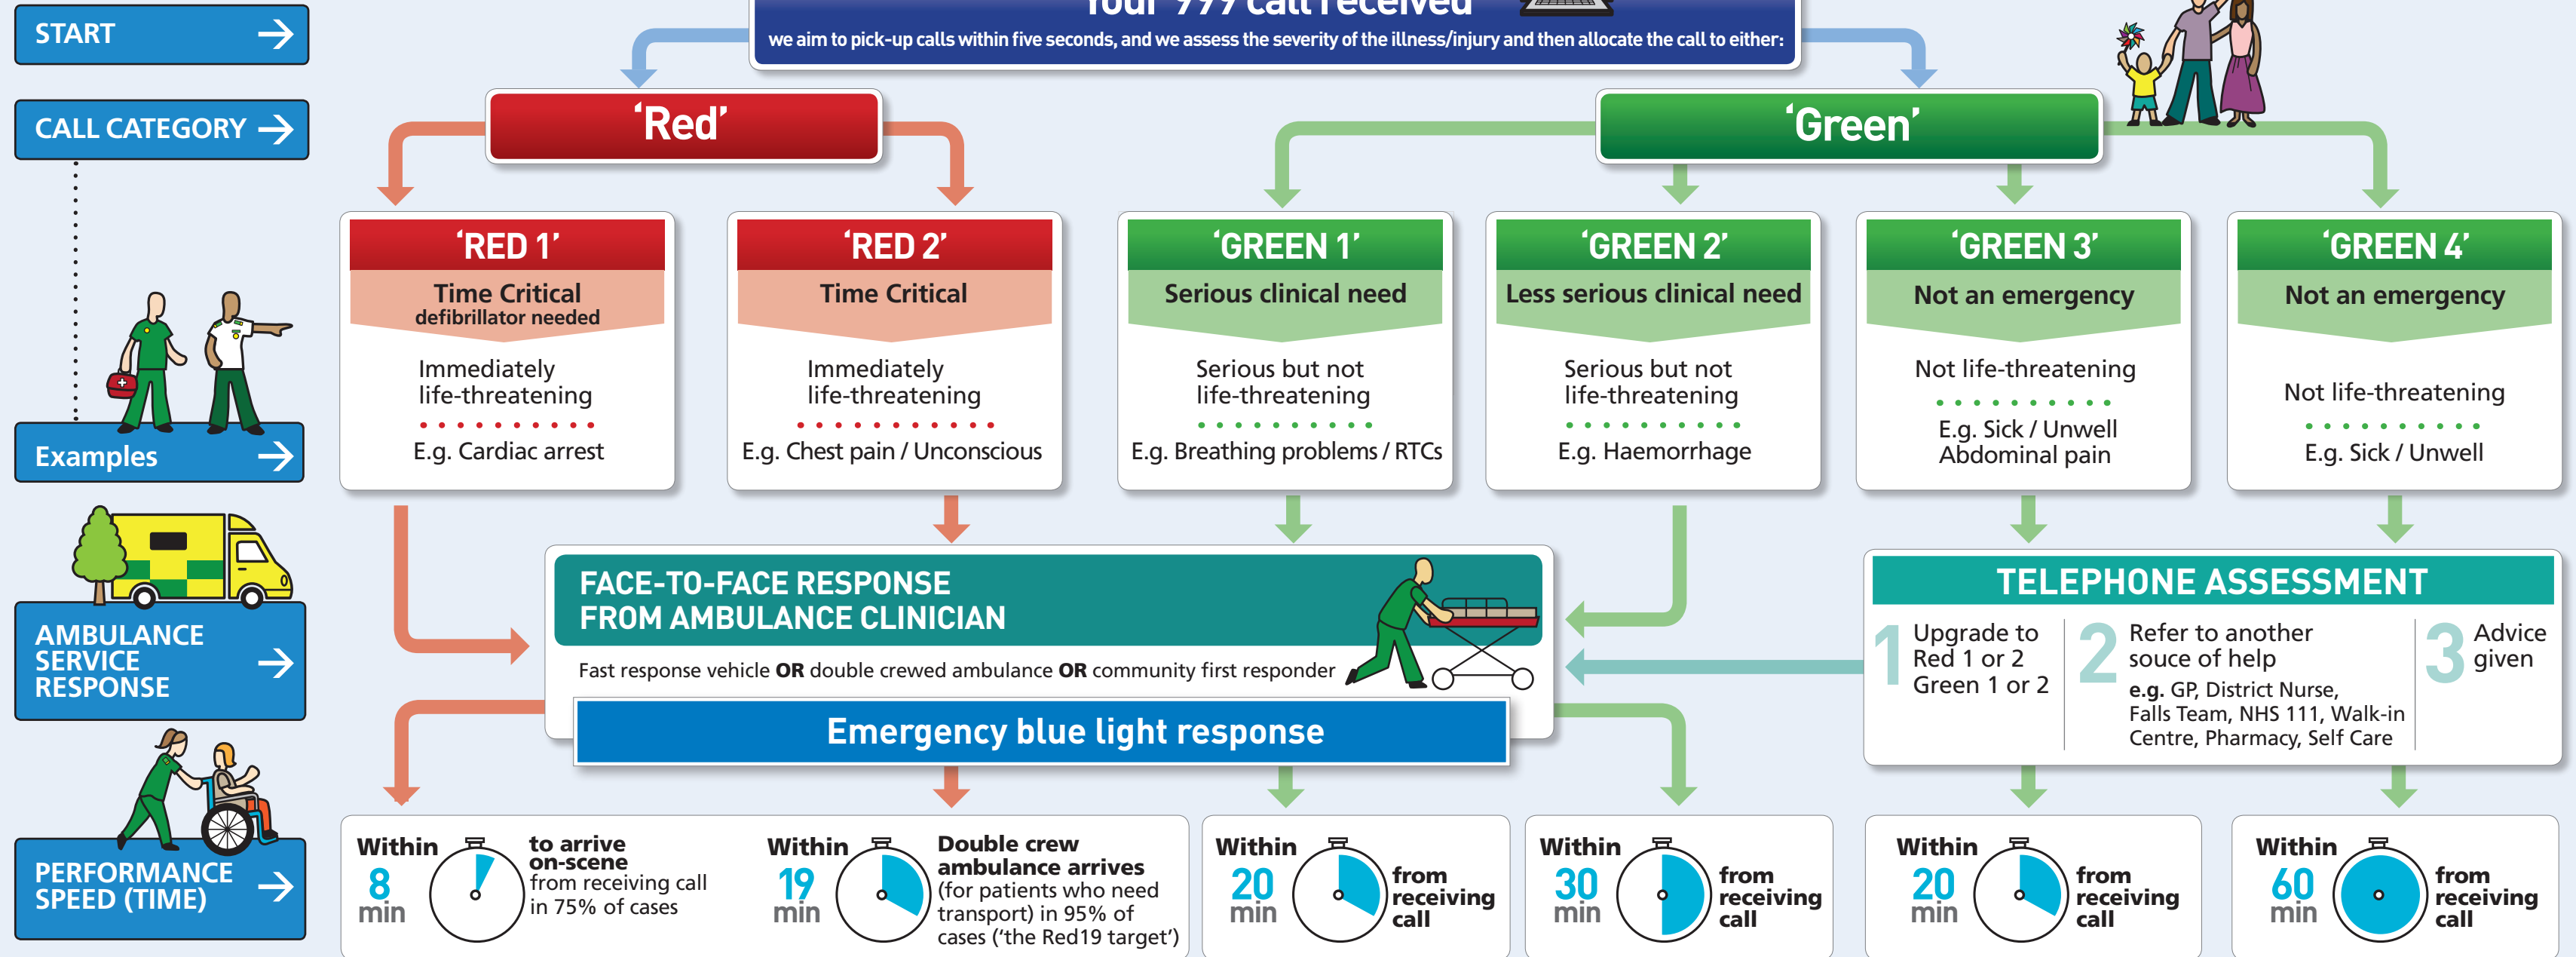 Your '999 call received
we aim to pick-up calls within five seconds, and we assess the severity of the illness/injury and then allocate the call to either:
START
CALL CATEGORY
'Red'
'Green'
'RED 1'
Time Critical
defibrillator needed
Immediately
life-threatening
E.g. Cardiac arrest
'RED 2'
Time Critical
Immediately
life-threatening
E.g. Chest pain / Unconscious
'GREEN 1'
Serious clinical need
Serious but not
life-threatening
E.g. Breathing problems / RTCs
'GREEN 2'
Less serious clinical need
Serious but not
life-threatening
E.g. Haemorrhage
'GREEN 3'
Not an emergency
Not life-threatening
E.g. Sick / Unwell
Abdominal pain
'GREEN 4'
Not an emergency
Not life-threatening
E.g. Sick / Unwell
Examples
AMBULANCE
SERVICE
RESPONSE
FACE-TO-FACE RESPONSE
FROM AMBULANCE CLINICIAN
Fast response vehicle OR double crewed ambulance OR community first responder
Emergency blue light response
TELEPHONE ASSESSMENT
1 Upgrade to
Red 1 or 2
Green 1 or 2
2 Refer to another
souce of help
e.g. GP, District Nurse,
Falls Team, NHS 111, Walk-in
Centre, Pharmacy, Self Care
3 Advice
given
PERFORMANCE
SPEED (TIME)
Within
8
min
to arrive
on-scene
from receiving call
in 75% of cases
Within
19
min
Double crew
ambulance arrives
(for patients who need
transport) in 95% of
cases ('the Red19 target')
Within
20
min
from
receiving
call
Within
30
min
from
receiving
call
Within
20
min
from
receiving
call
Within
60
min
from
receiving
call